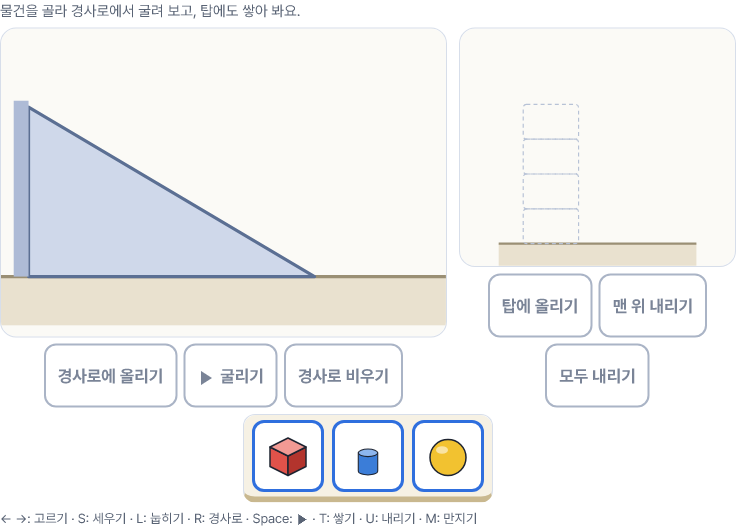 물건을 골라 경사로에서 굴려 보고, 탑에도 쌓아 봐요.
탑에 올리기
맨 위 내리기
경사로에 올리기
▶ 굴리기
경사로 비우기
모두 내리기
← →: 고르기 · S: 세우기 · L: 눕히기 · R: 경사로 · Space: ▶ · T: 쌓기 · U: 내리기 · M: 만지기